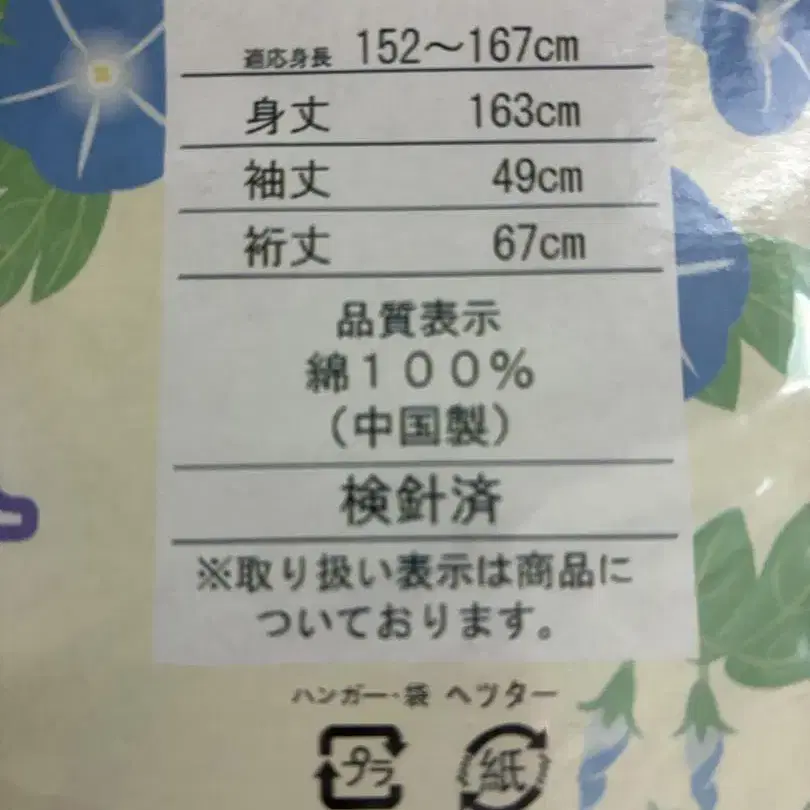 適応身長 152～167cm
身丈 163cm
袖丈 49cm
裄丈 67cm
品質表示
綿１００％
（中国製）
検針済
※取り扱い表示は商品に
ついております。
ハンガー・袋 ヘッダー
プラ 紙